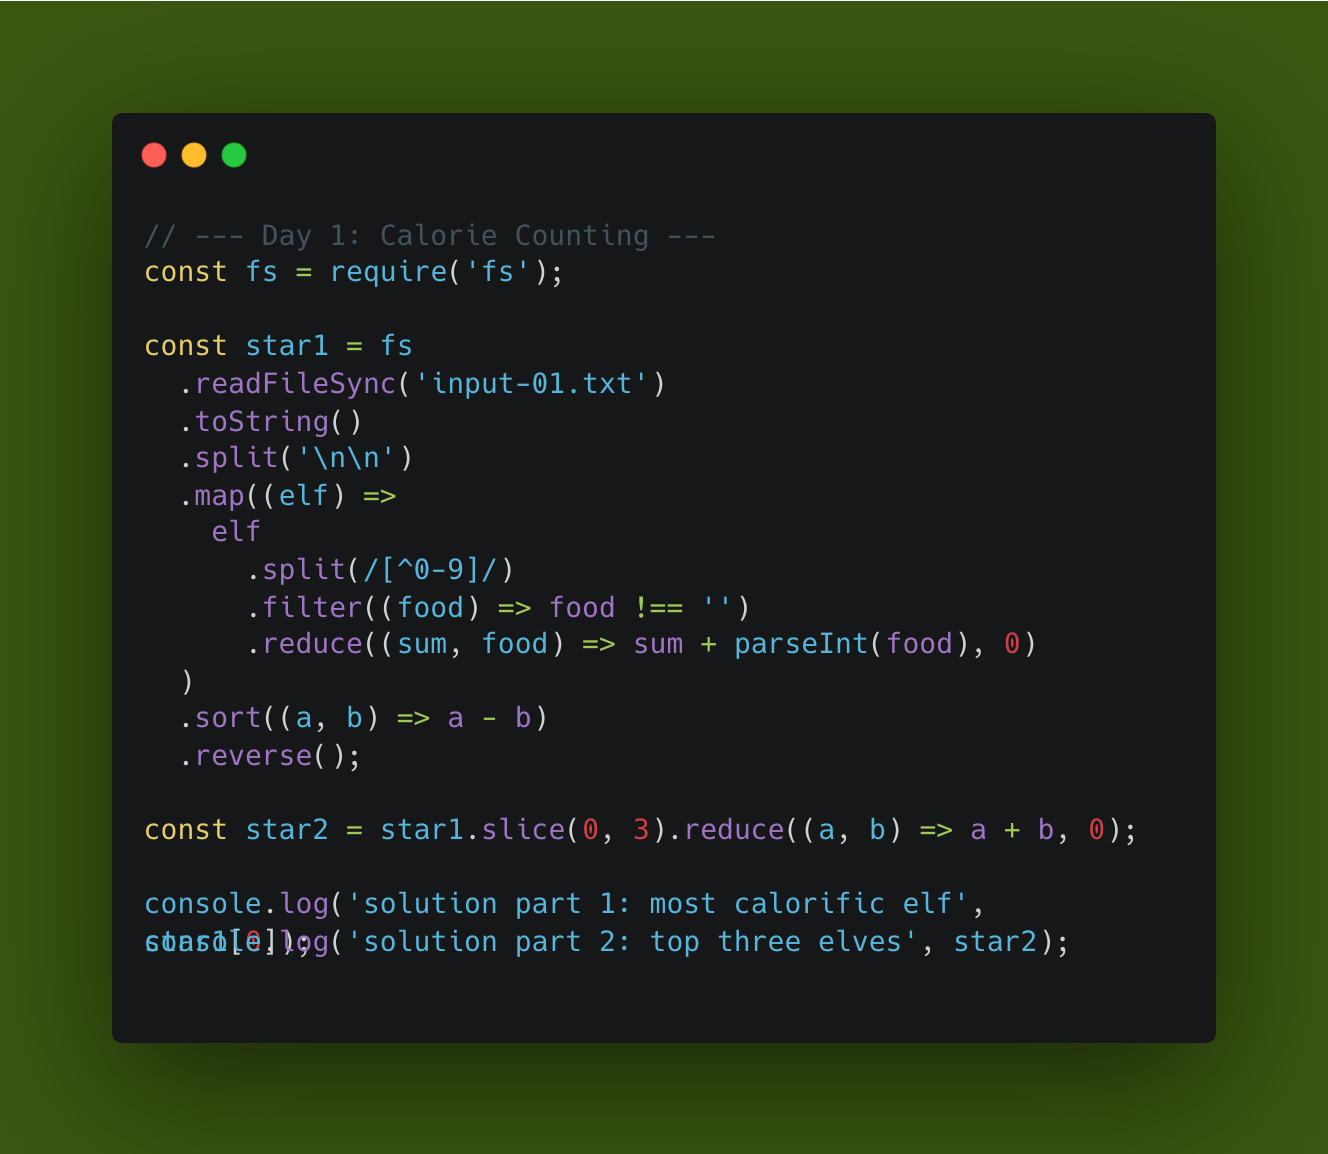 // --- Day 1: Calorie Counting ---
const fs = require('fs');
const star1 = fs
.readFileSync('input-01.txt')
.toString()
.split('\n\n')
.map((elf) =>
elf
.split(/[^0-9]/)
.filter((food) => food !== '')
.reduce((sum, food) => sum + parseInt(food), 0)
)
.sort((a, b) => a - b)
.reverse();
const star2 = star1.slice(0, 3).reduce((a, b) => a + b, 0);
console.log('solution part 1: most calorific elf',
star1[0]);
console.log('solution part 2: top three elves', star2);